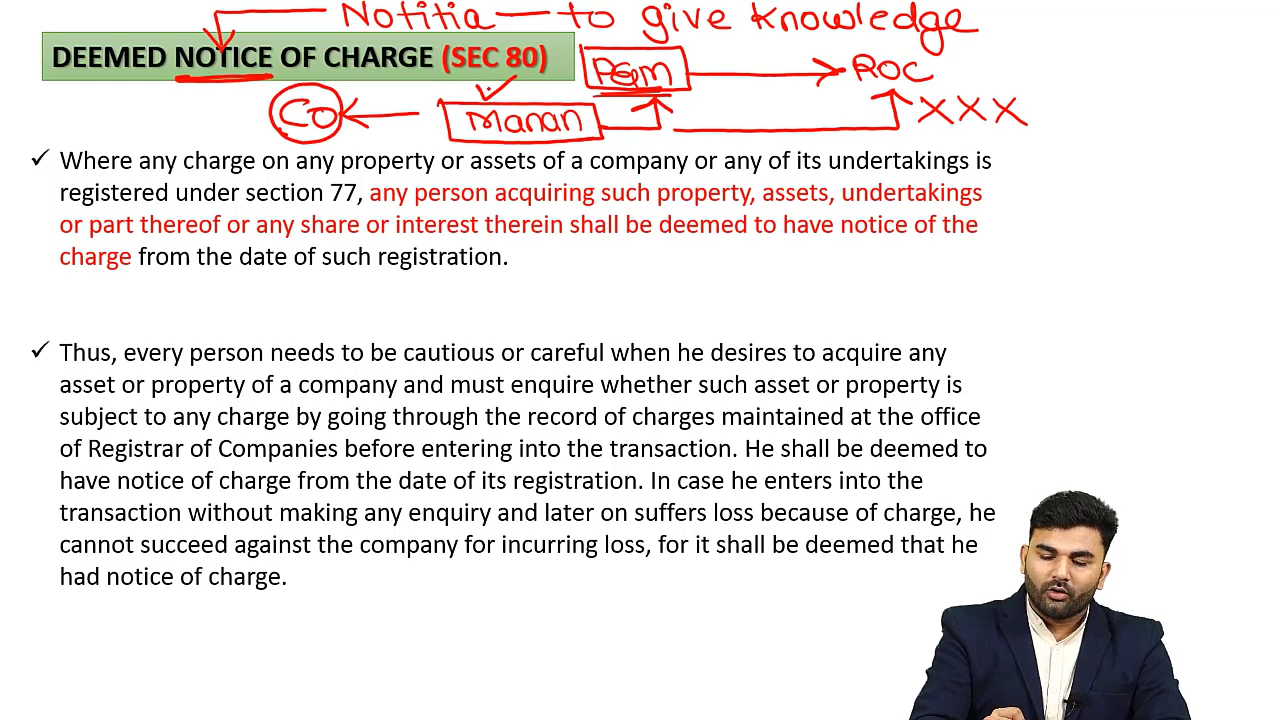 Notitia — to give knowledge
DEEMED NOTICE OF CHARGE (SEC 80)
P&M
ROC
Co
Manan
XXX
✓ Where any charge on any property or assets of a company or any of its undertakings is
registered under section 77, any person acquiring such property, assets, undertakings
or part thereof or any share or interest therein shall be deemed to have notice of the
charge from the date of such registration.
✓ Thus, every person needs to be cautious or careful when he desires to acquire any
asset or property of a company and must enquire whether such asset or property is
subject to any charge by going through the record of charges maintained at the office
of Registrar of Companies before entering into the transaction. He shall be deemed to
have notice of charge from the date of its registration. In case he enters into the
transaction without making any enquiry and later on suffers loss because of charge, he
cannot succeed against the company for incurring loss, for it shall be deemed that he
had notice of charge.